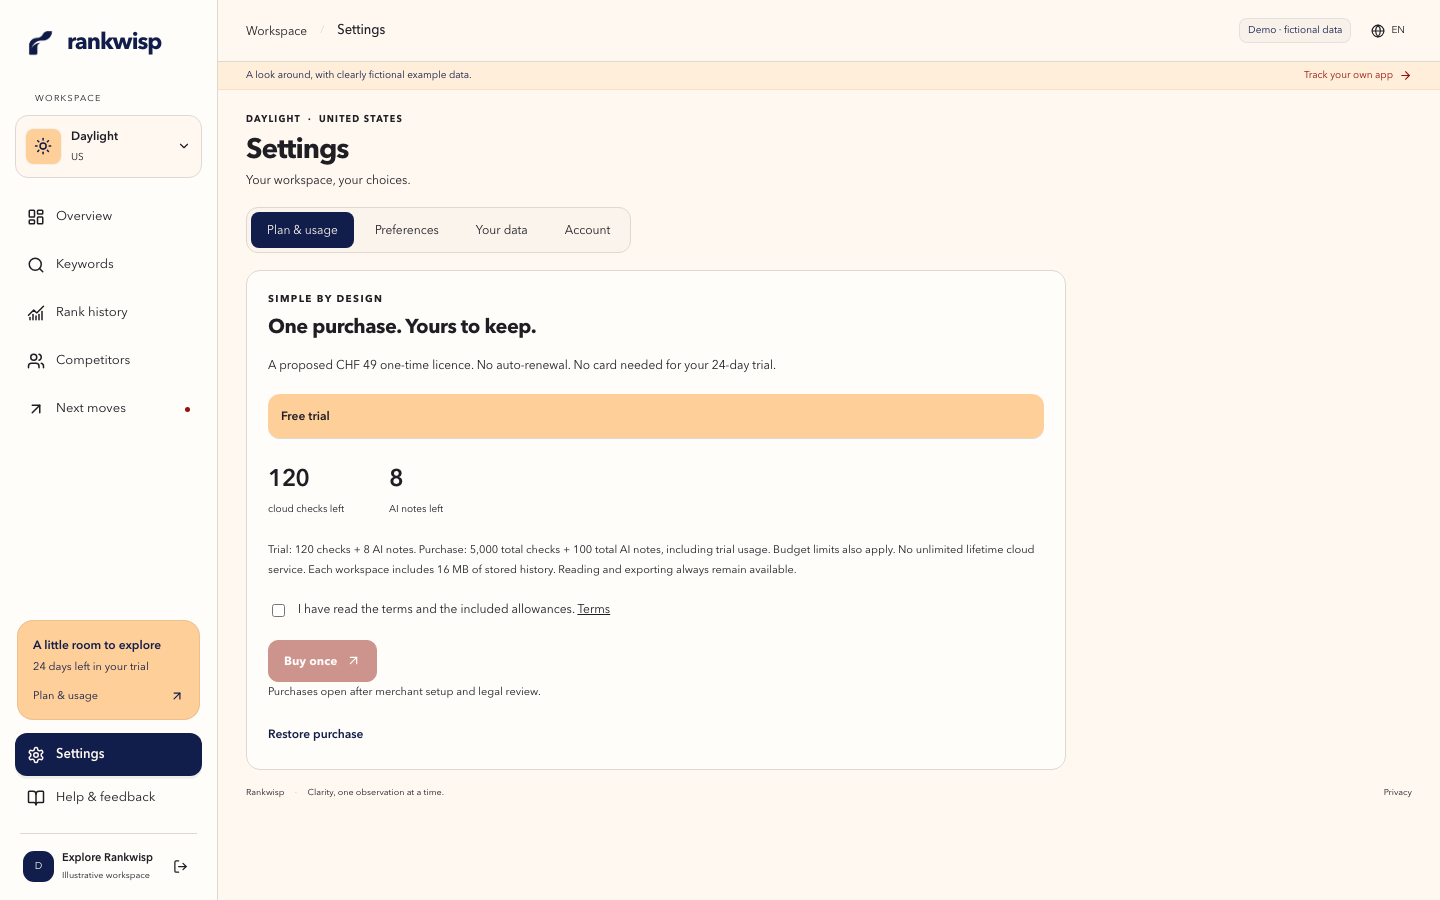 rankwisp
WORKSPACE
Daylight
US
Overview
Keywords
Rank history
Competitors
Next moves
A little room to explore
24 days left in your trial
Plan & usage
Settings
Help & feedback
D
Explore Rankwisp
Illustrative workspace
Workspace / Settings
Demo · fictional data
EN
A look around, with clearly fictional example data.
Track your own app
DAYLIGHT · UNITED STATES
Settings
Your workspace, your choices.
Plan & usage
Preferences
Your data
Account
SIMPLE BY DESIGN
One purchase. Yours to keep.
A proposed CHF 49 one-time licence. No auto-renewal. No card needed for your 24-day trial.
Free trial
120
cloud checks left
8
AI notes left
Trial: 120 checks + 8 AI notes. Purchase: 5,000 total checks + 100 total AI notes, including trial usage. Budget limits also apply. No unlimited lifetime cloud
service. Each workspace includes 16 MB of stored history. Reading and exporting always remain available.
I have read the terms and the included allowances. Terms
Buy once
Purchases open after merchant setup and legal review.
Restore purchase
Rankwisp · Clarity, one observation at a time.
Privacy